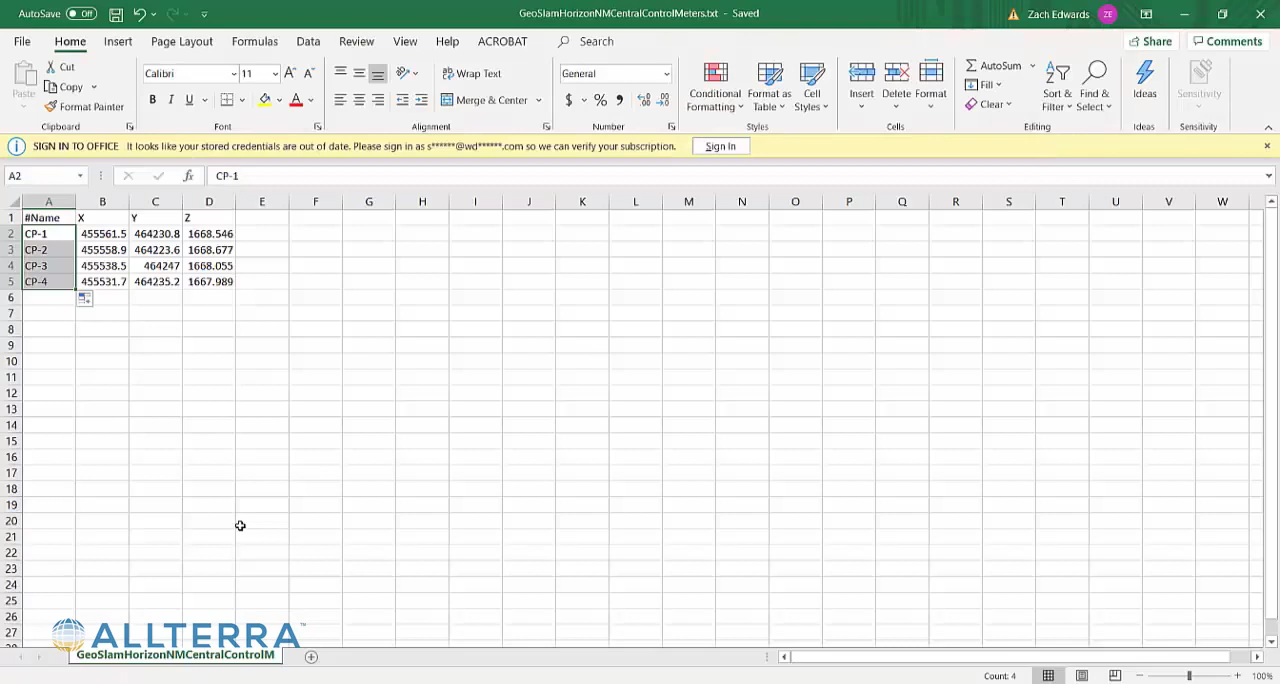 AutoSave Off GeoSlamHorizonNMCentralControlMeters.txt - Saved Zach Edwards ZE
File Home Insert Page Layout Formulas Data Review View Help ACROBAT Search Share Comments
Paste Cut Copy Format Painter Clipboard
Calibri 11 A A B I U A Font
Wrap Text Merge & Center Alignment
General $ % , Number
Conditional Formatting Format as Table Cell Styles Styles
Insert Delete Format Cells
AutoSum Fill Clear Sort & Filter Find & Select Editing
Ideas Ideas
Sensitivity Sensitivity
SIGN IN TO OFFICE It looks like your stored credentials are out of date. Please sign in as s******@wd******.com so we can verify your subscription. Sign In
A2 fx CP-1
A B C D E F G H I J K L M N O P Q R S T U V W
1 #Name X Y Z
2 CP-1 455561.5 464230.8 1668.546
3 CP-2 455558.9 464223.6 1668.677
4 CP-3 455538.5 464247 1668.055
5 CP-4 455531.7 464235.2 1667.989
6
7
8
9
10
11
12
13
14
15
16
17
18
19
20
21
22
23
24
25
26
27
ALLTERRA™
GeoSlamHorizonNMCentralControlM
Count: 4 100%